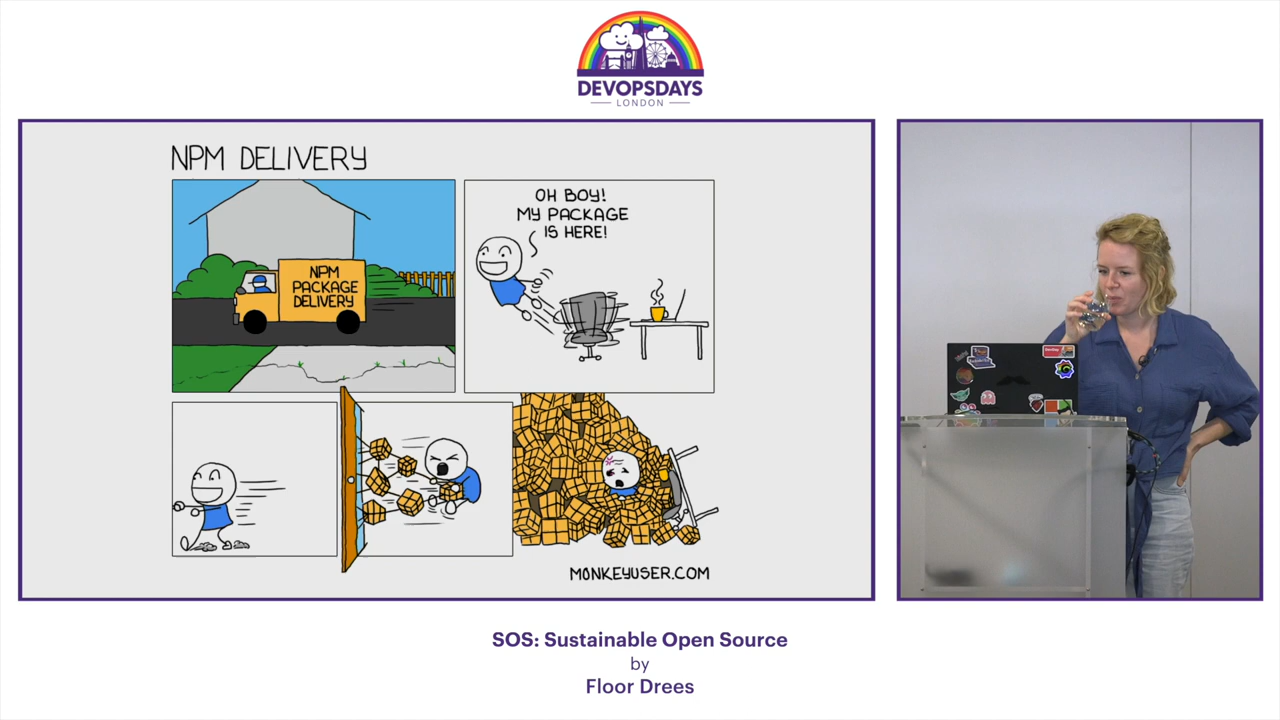 DEVOPSDAYS
LONDON
NPM DELIVERY
NPM
PACKAGE
DELIVERY
OH BOY!
MY PACKAGE
IS HERE!
MONKEYUSER.COM
SOS: Sustainable Open Source
by
Floor Drees